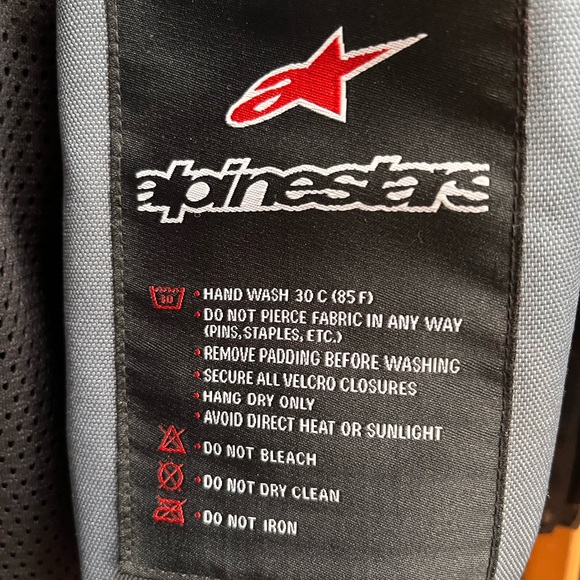 alpinestars
30 • HAND WASH 30 C (85 F)
• DO NOT PIERCE FABRIC IN ANY WAY
(PINS, STAPLES, ETC.)
• REMOVE PADDING BEFORE WASHING
• SECURE ALL VELCRO CLOSURES
• HANG DRY ONLY
• AVOID DIRECT HEAT OR SUNLIGHT
• DO NOT BLEACH
• DO NOT DRY CLEAN
• DO NOT IRON